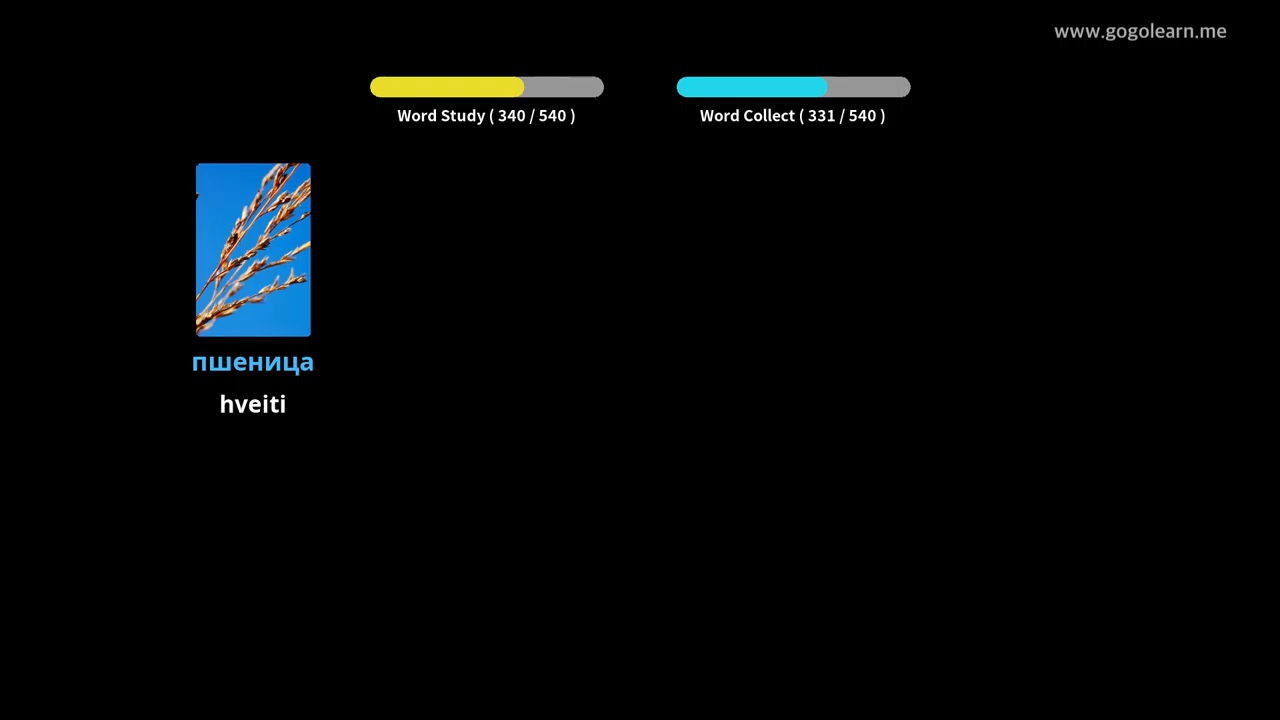 www.gogolearn.me
Word Study ( 340 / 540 )
Word Collect ( 331 / 540 )
пшеница
hveiti